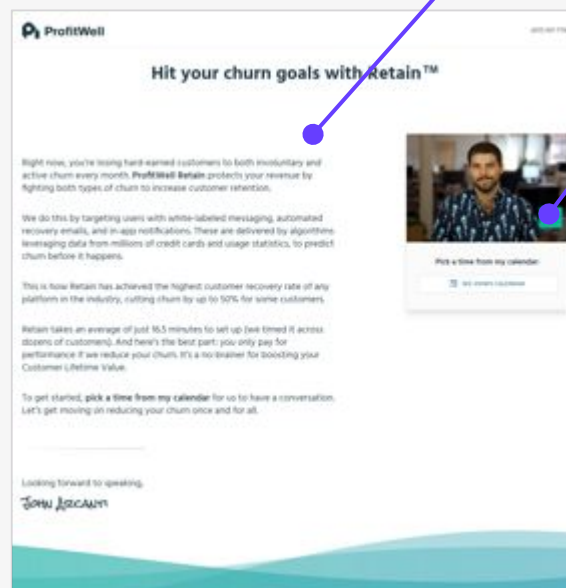 ProfitWell
Hit your churn goals with Retain™
Right now, you're losing hard-earned customers to both involuntary and
active churn every month. ProfitWell Retain protects your revenue by
fighting both types of churn to increase customer retention.
We do this by targeting users with white-labeled messaging, automated
recovery emails, and in-app notifications. These are delivered by algorithms
leveraging data from millions of credit cards and usage statistics, to predict
churn before it happens.
This is how Retain has achieved the highest customer recovery rate of any
platform in the industry, cutting churn by up to 50% for some customers.
Retain takes an average of just 16.5 minutes to set up (we timed it across
dozens of customers). And here's the best part: you only pay for
performance if we reduce your churn. It's a no brainer for boosting your
Customer Lifetime Value.
To get started, pick a time from my calendar for us to have a conversation.
Let's get moving on reducing your churn once and for all.
Looking forward to speaking,
JOHN
Pick a time from my calendar
SEE CALENDAR